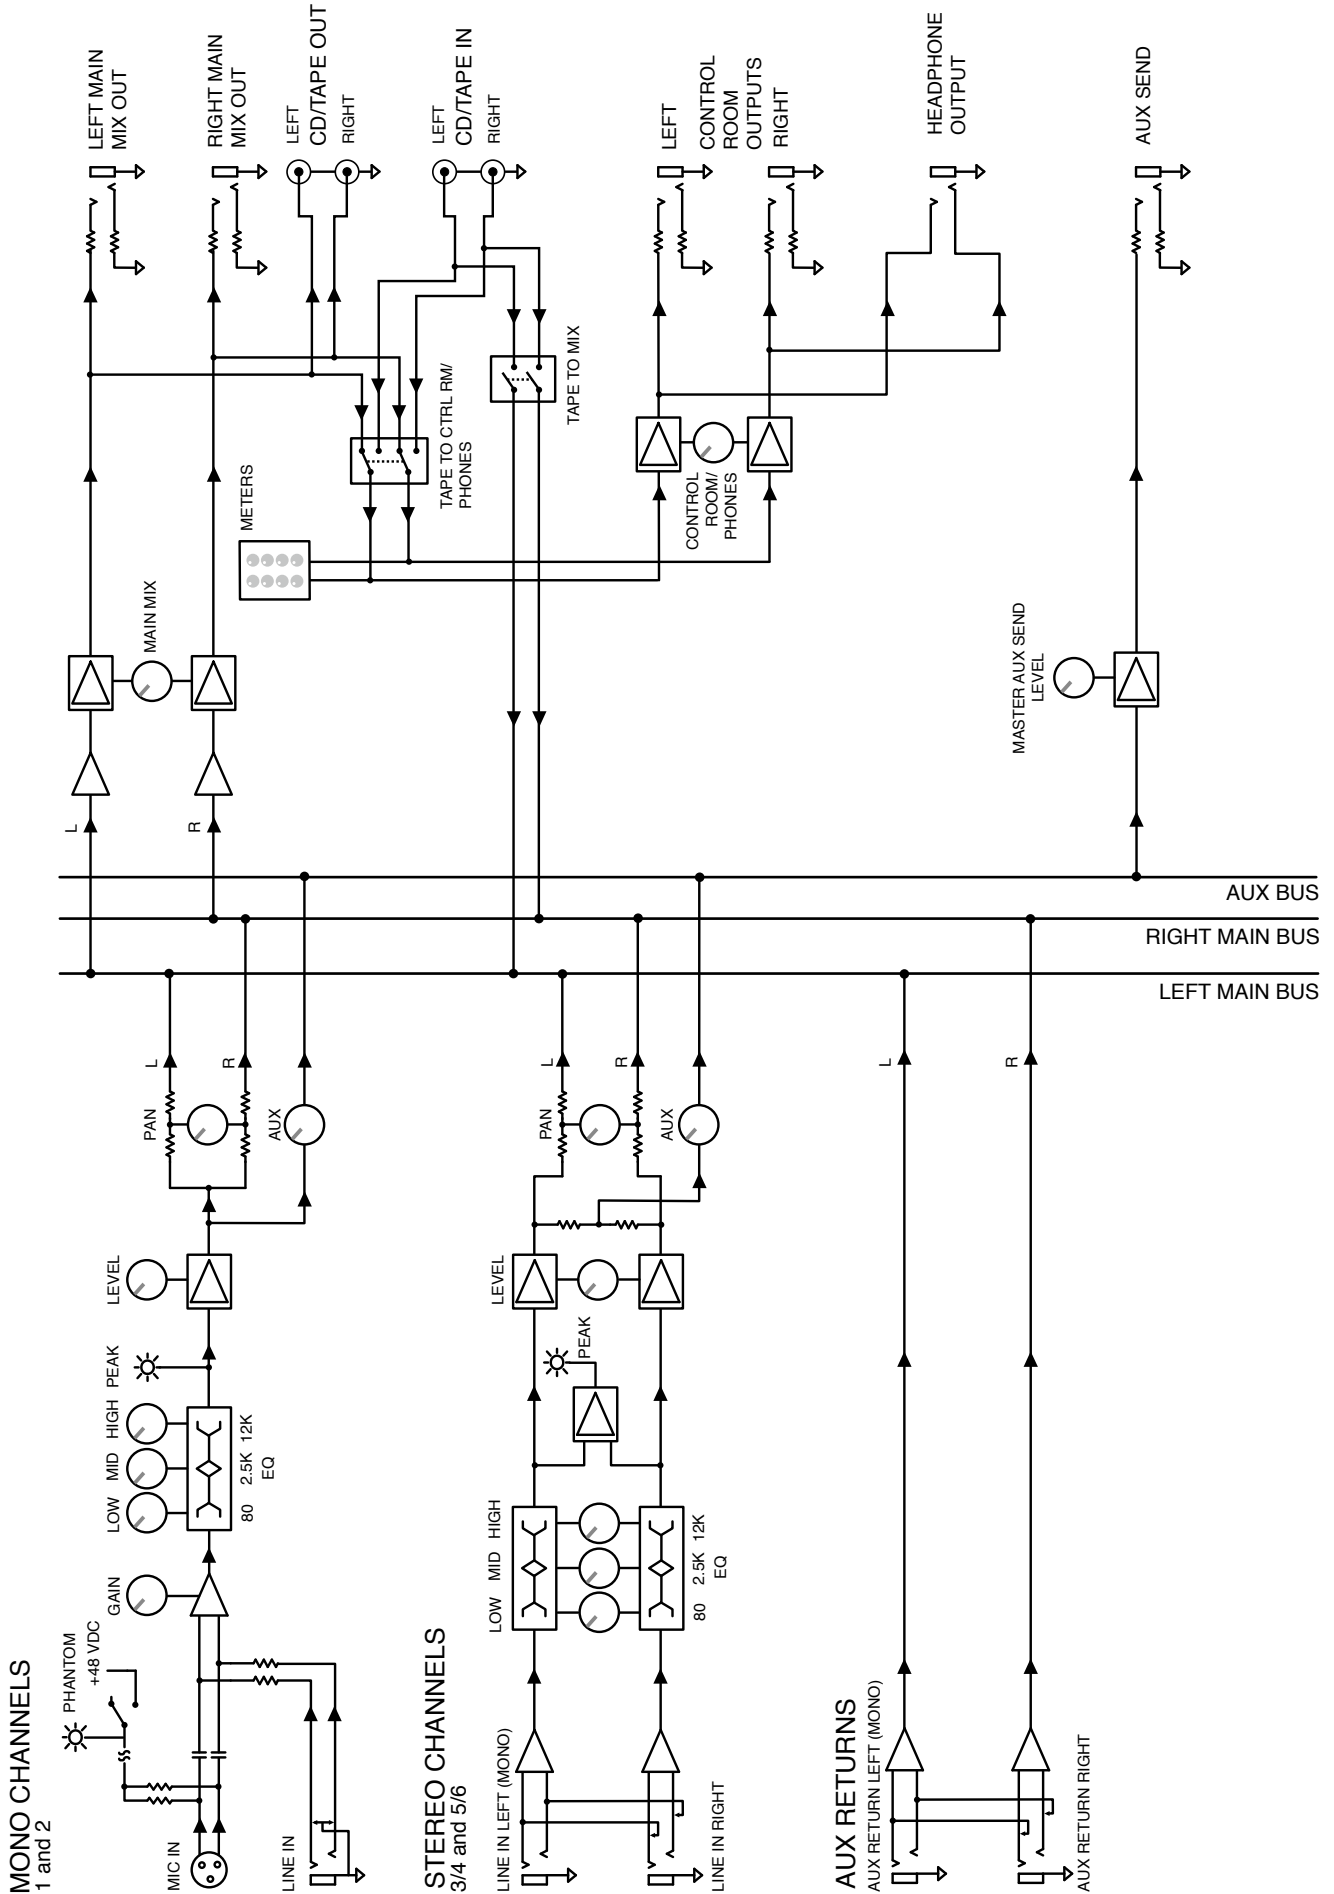 MONO CHANNELS
1 and 2
MIC IN
PHANTOM
+48 VDC
LINE IN
GAIN
LOW
MID
HIGH
80
2.5K
12K
EQ
PEAK
LEVEL
PAN
L
R
AUX
STEREO CHANNELS
3/4 and 5/6
LINE IN LEFT (MONO)
LINE IN RIGHT
LOW
MID
HIGH
80
2.5K
12K
EQ
PEAK
LEVEL
PAN
L
R
AUX
AUX RETURNS
AUX RETURN LEFT (MONO)
AUX RETURN RIGHT
L
R
LEFT MAIN BUS
RIGHT MAIN BUS
AUX BUS
L
R
MAIN MIX
METERS
TAPE TO CTRL RM/
PHONES
TAPE TO MIX
CONTROL
ROOM/
PHONES
MASTER AUX SEND
LEVEL
LEFT MAIN
MIX OUT
RIGHT MAIN
MIX OUT
LEFT
CD/TAPE OUT
RIGHT
LEFT
CD/TAPE IN
RIGHT
LEFT
CONTROL
ROOM
OUTPUTS
RIGHT
HEADPHONE
OUTPUT
AUX SEND